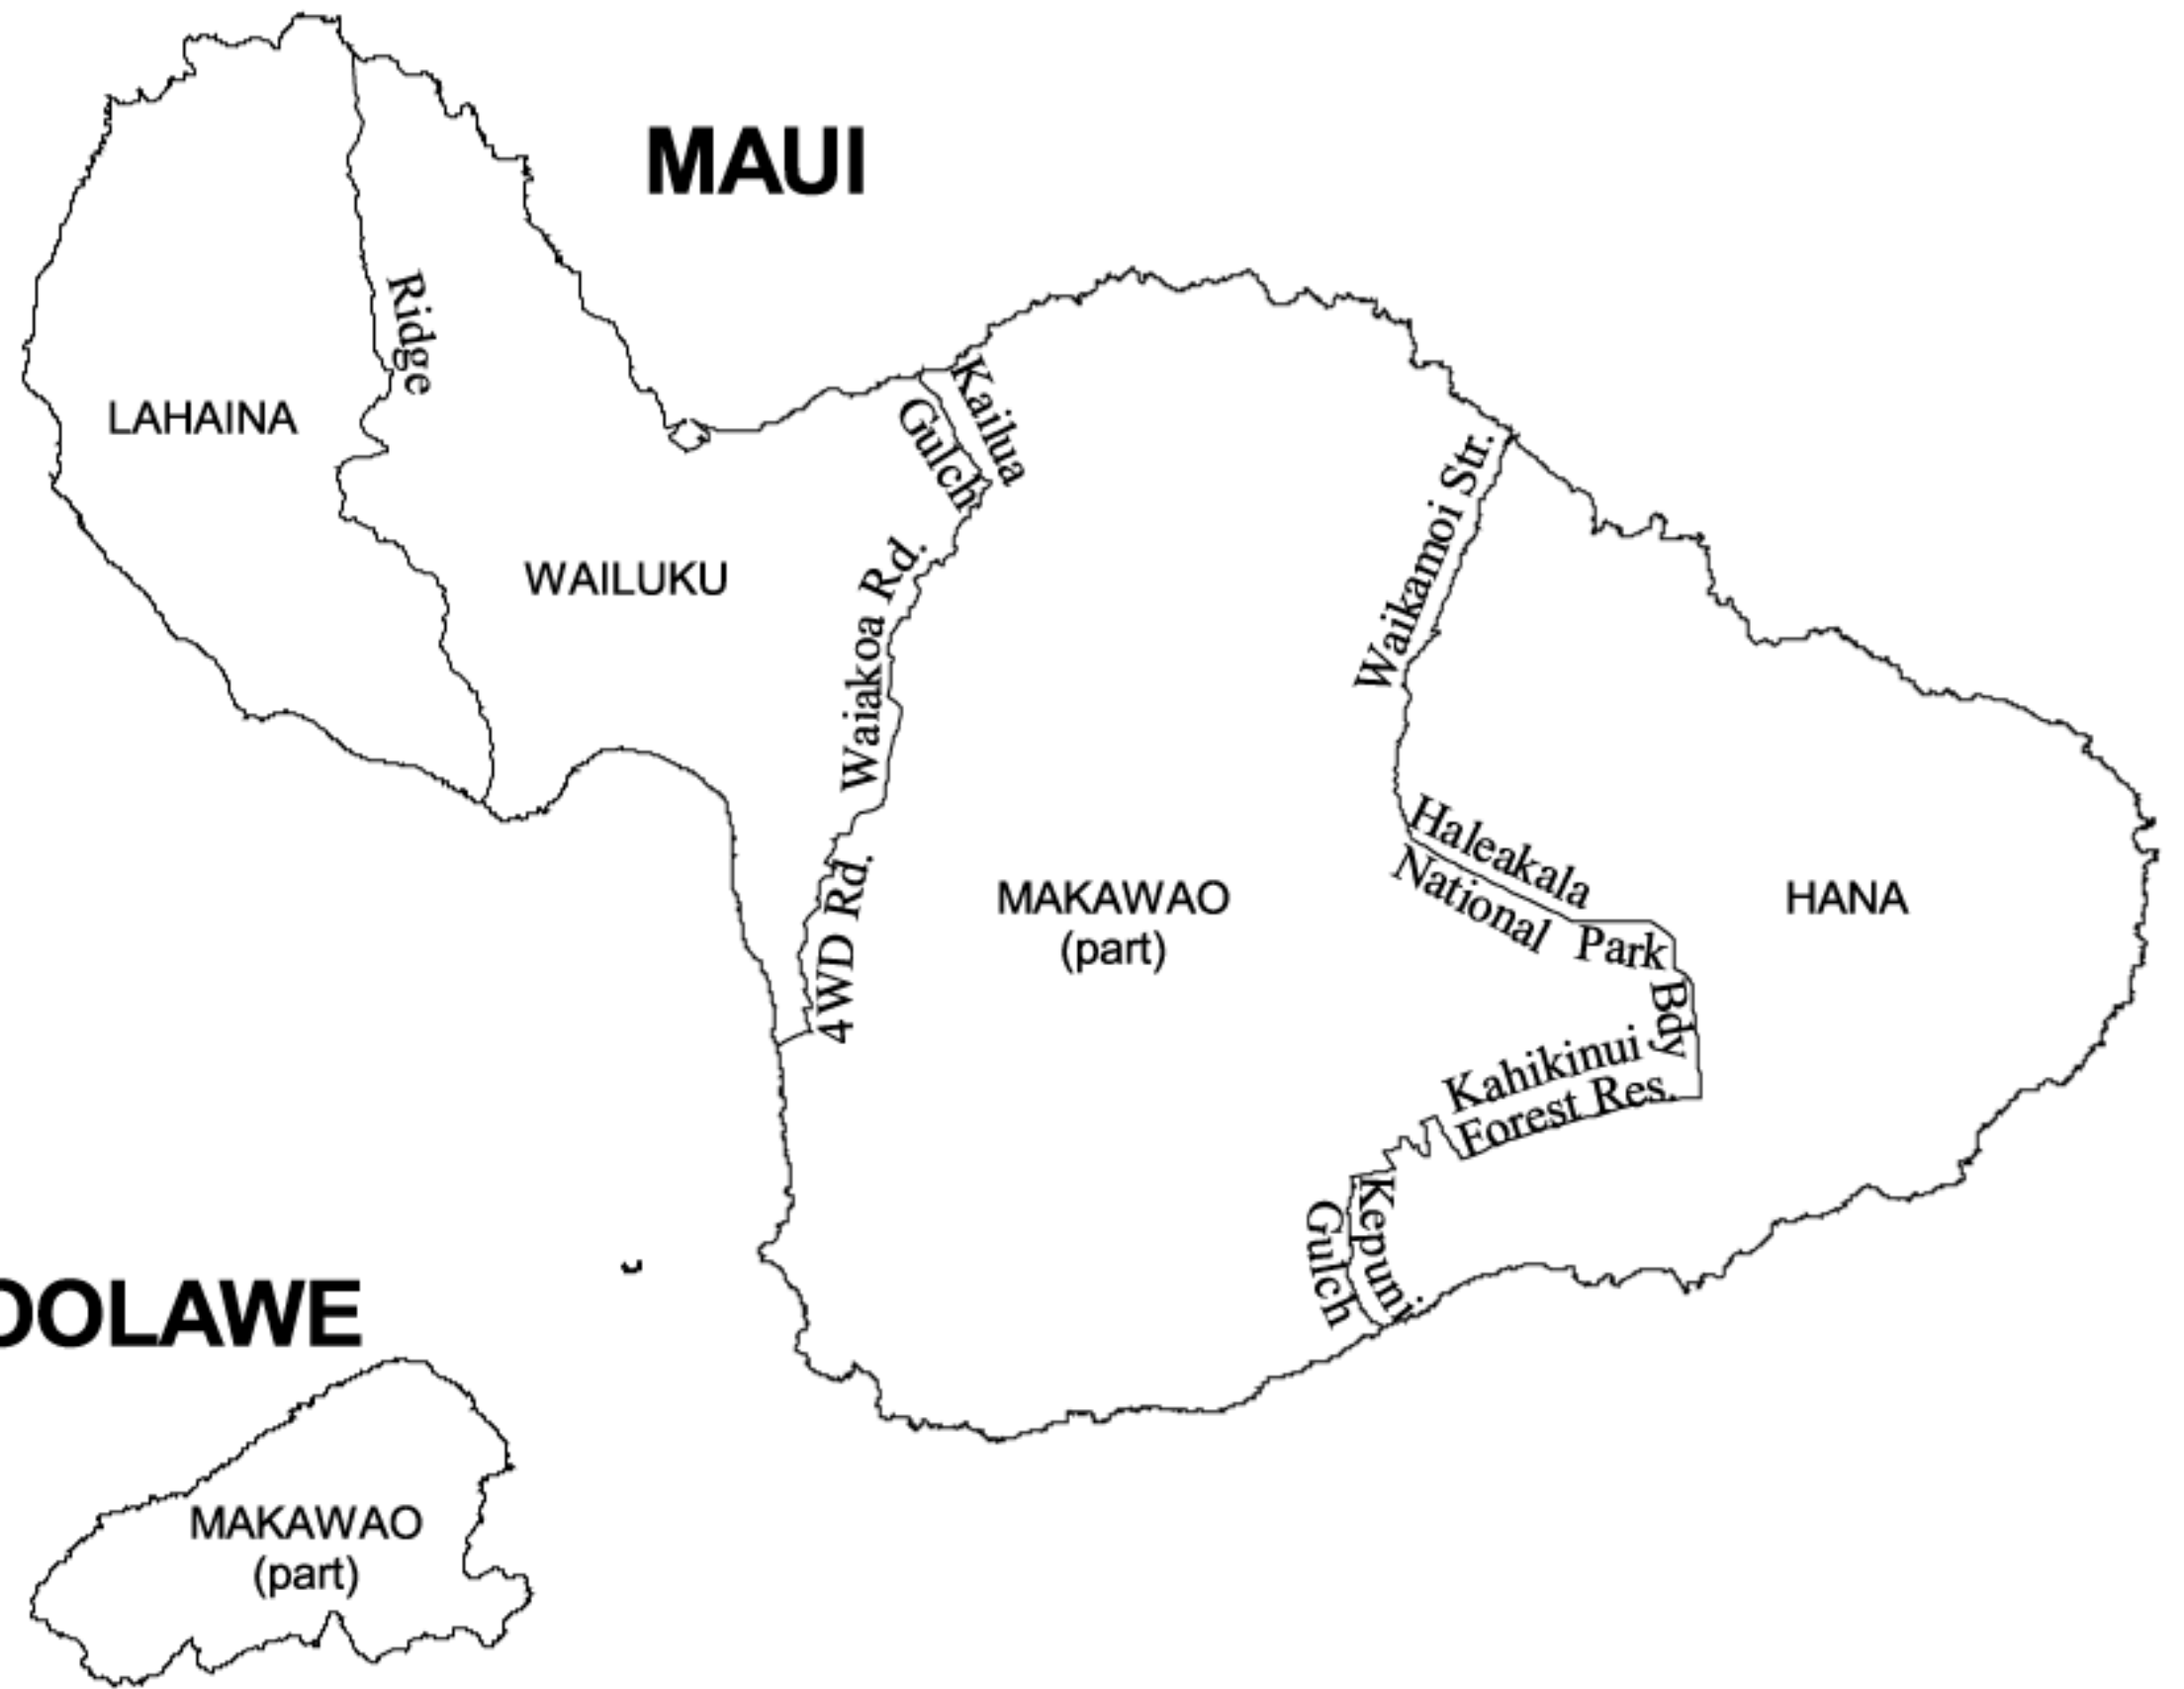 MAUI
Ridge
LAHAINA
WAILUKU
Kailua
Gulch
Waiakoa Rd.
4WD Rd.
MAKAWAO
(part)
Waikamoi Str.
Haleakala
National Park Bdy
HANA
Kahikinui
Forest Res.
Kepuni
Gulch
OOLAWE
MAKAWAO
(part)